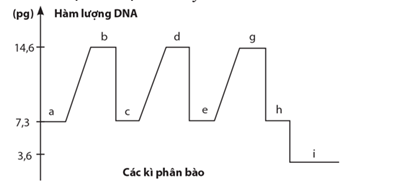 (pg) Hàm lượng DNA
14,6
b
d
g
7,3
a
c
e
h
3,6
i
Các kì phân bào